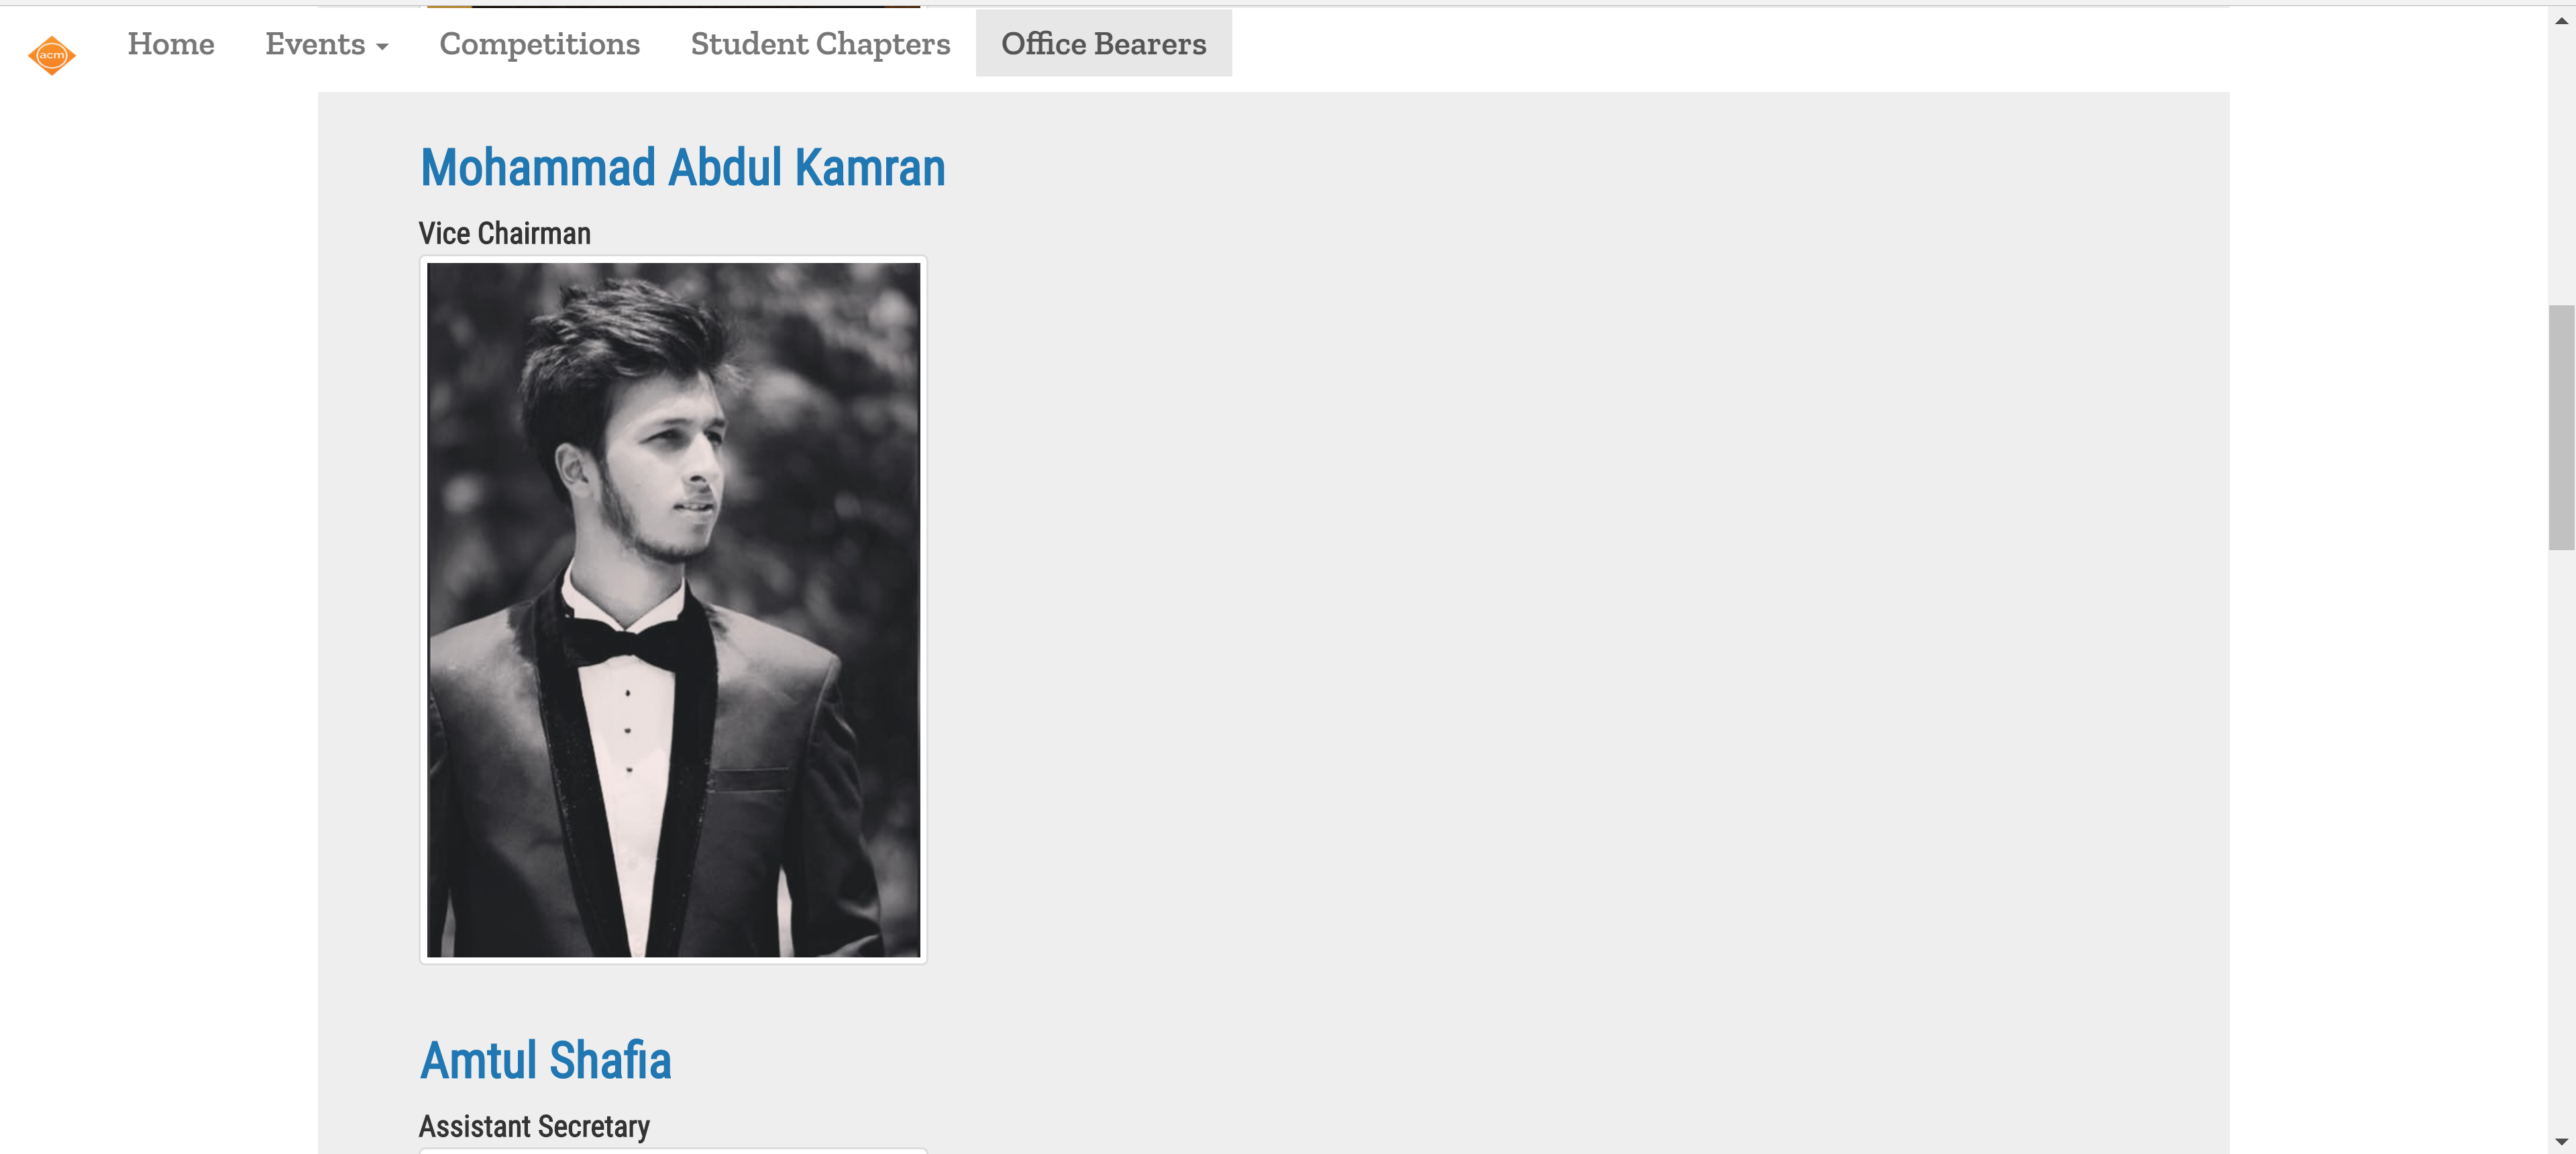 acm
Home
Events
Competitions
Student Chapters
Office Bearers
Mohammad Abdul Kamran
Vice Chairman
Amtul Shafia
Assistant Secretary